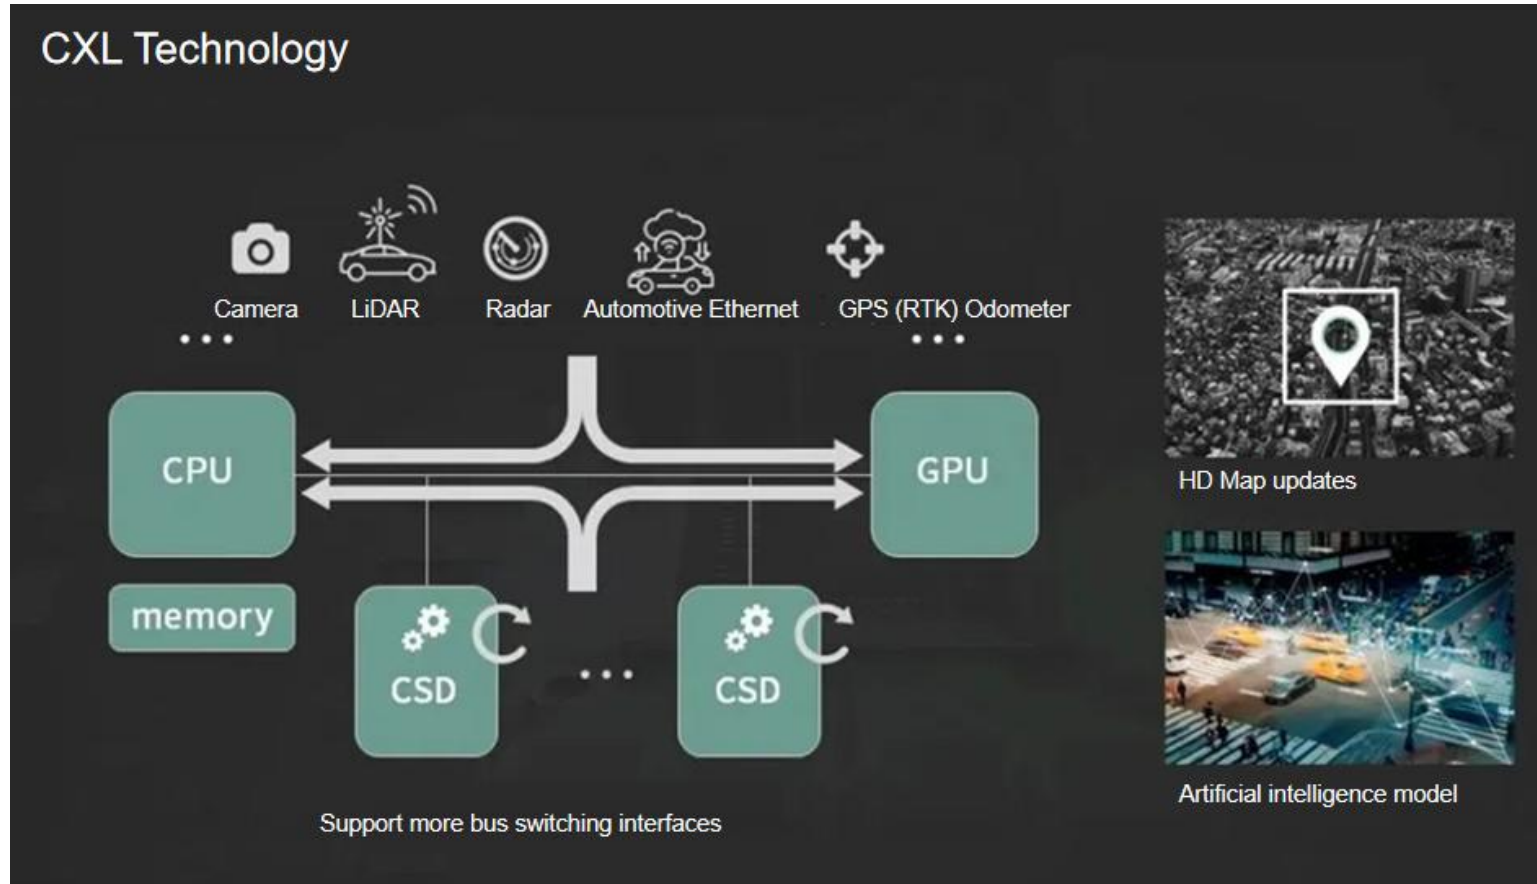 CXL Technology
Camera
LiDAR
Radar
Automotive Ethernet
GPS (RTK) Odometer
CPU
GPU
memory
CSD
CSD
Support more bus switching interfaces
HD Map updates
Artificial intelligence model